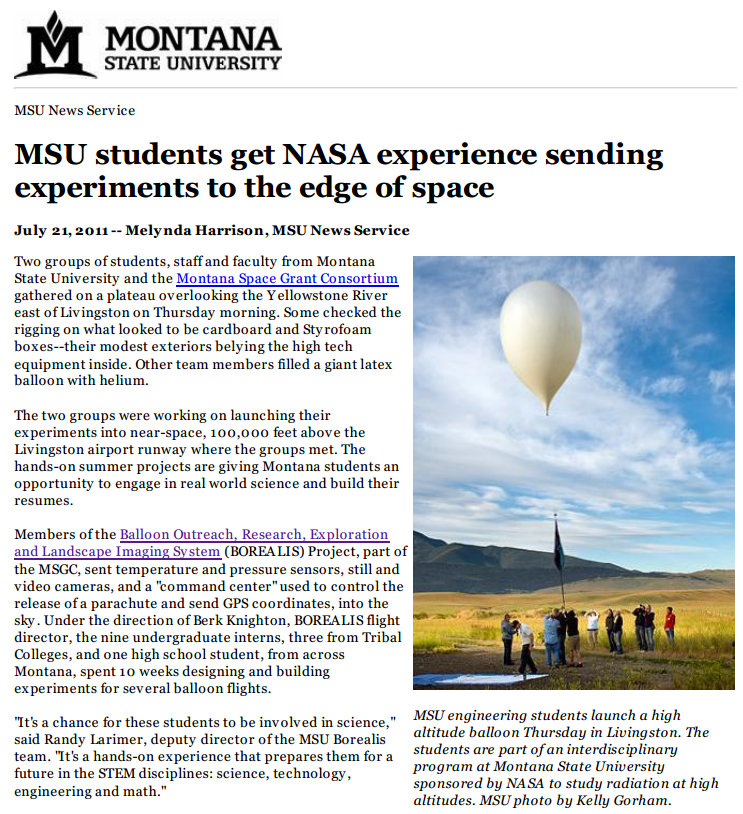 MONTANA
STATE UNIVERSITY
MSU News Service
MSU students get NASA experience sending
experiments to the edge of space
July 21, 2011 -- Melynda Harrison, MSU News Service
Two groups of students, staff and faculty from Montana
State University and the Montana Space Grant Consortium
gathered on a plateau overlooking the Yellowstone River
east of Livingston on Thursday morning. Some checked the
rigging on what looked to be cardboard and Styrofoam
boxes--their modest exteriors belying the high tech
equipment inside. Other team members filled a giant latex
balloon with helium.
The two groups were working on launching their
experiments into near-space, 100,000 feet above the
Livingston airport runway where the groups met. The
hands-on summer projects are giving Montana students an
opportunity to engage in real world science and build their
resumes.
Members of the Balloon Outreach, Research, Exploration
and Landscape Imaging System (BOREALIS) Project, part of
the MSGC, sent temperature and pressure sensors, still and
video cameras, and a "command center" used to control the
release of a parachute and send GPS coordinates, into the
sky. Under the direction of Berk Knighton, BOREALIS flight
director, the nine undergraduate interns, three from Tribal
Colleges, and one high school student, from across
Montana, spent 10 weeks designing and building
experiments for several balloon flights.
"It's a chance for these students to be involved in science,"
said Randy Larimer, deputy director of the MSU Borealis
team. "It's a hands-on experience that prepares them for a
future in the STEM disciplines: science, technology,
engineering and math."
MSU engineering students launch a high
altitude balloon Thursday in Livingston. The
students are part of an interdisciplinary
program at Montana State University
sponsored by NASA to study radiation at high
altitudes. MSU photo by Kelly Gorham.